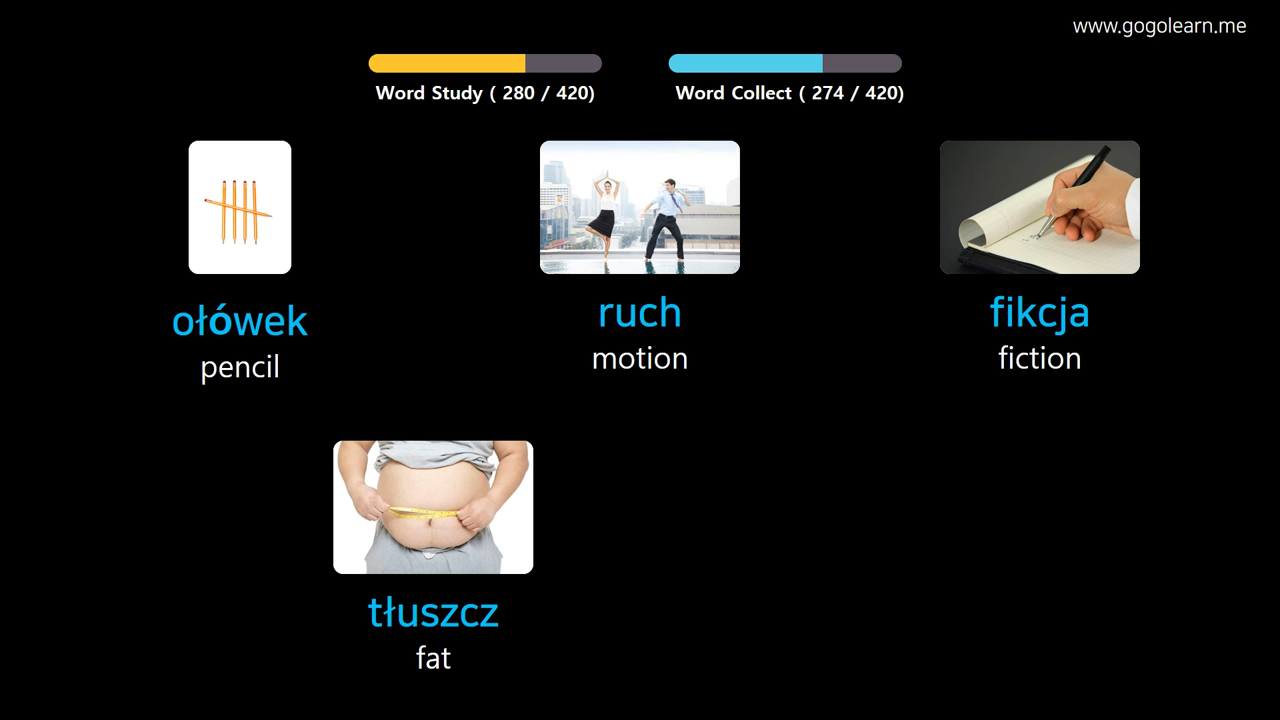 www.gogolearn.me
Word Study ( 280 / 420)
Word Collect ( 274 / 420)
ołówek
pencil
ruch
motion
fikcja
fiction
tłuszcz
fat